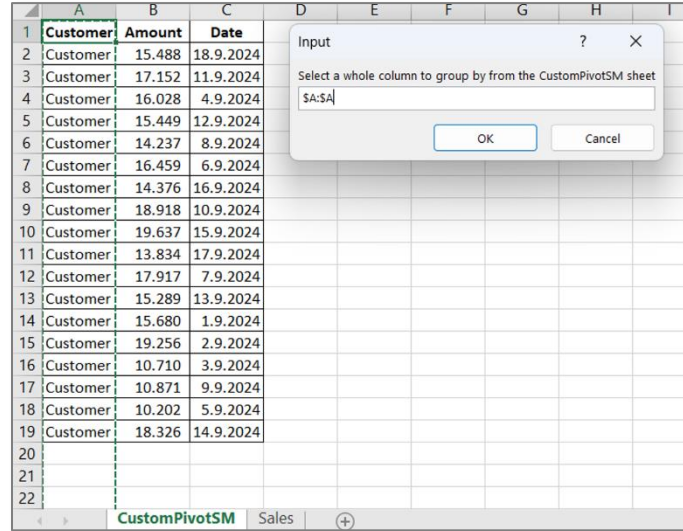 A B C D E F G H I
1 Customer Amount Date
2 Customer 15.488 18.9.2024
3 Customer 17.152 11.9.2024
4 Customer 16.028 4.9.2024
5 Customer 15.449 12.9.2024
6 Customer 14.237 8.9.2024
7 Customer 16.459 6.9.2024
8 Customer 14.376 16.9.2024
9 Customer 18.918 10.9.2024
10 Customer 19.637 15.9.2024
11 Customer 13.834 17.9.2024
12 Customer 17.917 7.9.2024
13 Customer 15.289 13.9.2024
14 Customer 15.680 1.9.2024
15 Customer 19.256 2.9.2024
16 Customer 10.710 3.9.2024
17 Customer 10.871 9.9.2024
18 Customer 10.202 5.9.2024
19 Customer 18.326 14.9.2024
20
21
22
Input ? ×
Select a whole column to group by from the CustomPivotSM sheet
$A:$A
OK Cancel
CustomPivotSM Sales